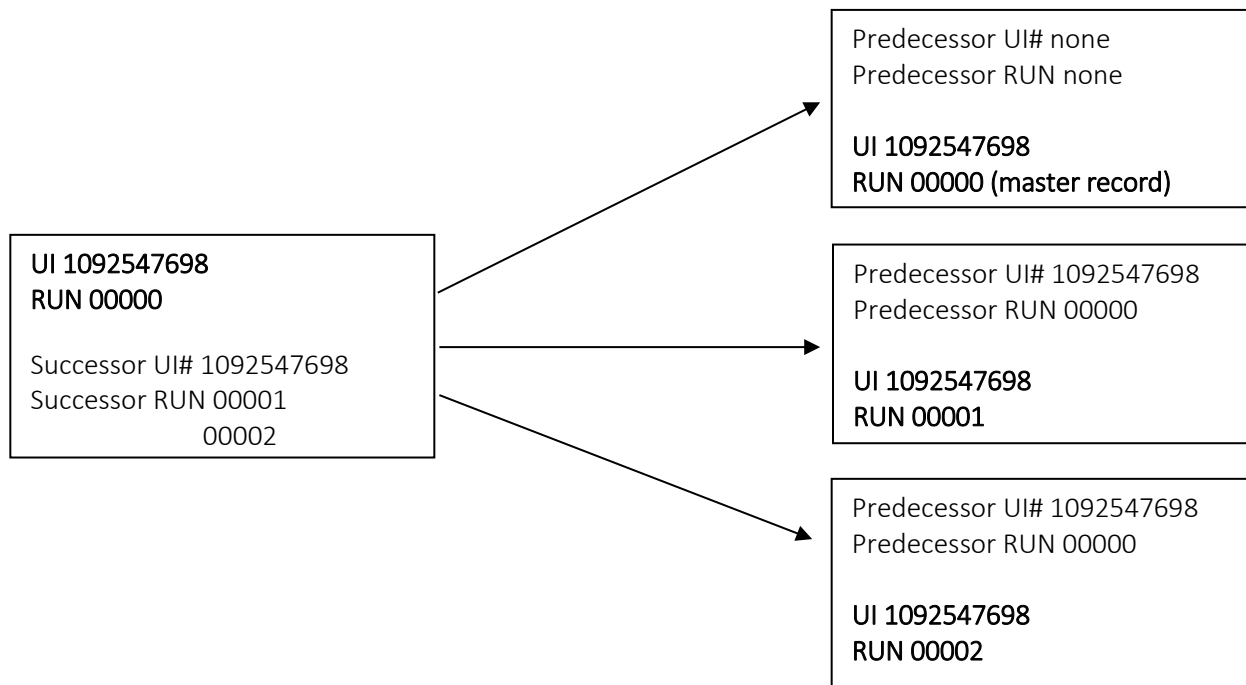 UI 1092547698
RUN 00000
Successor UI# 1092547698
Successor RUN 00001
00002
Predecessor UI# none
Predecessor RUN none
UI 1092547698
RUN 00000 (master record)
Predecessor UI# 1092547698
Predecessor RUN 00000
UI 1092547698
RUN 00001
Predecessor UI# 1092547698
Predecessor RUN 00000
UI 1092547698
RUN 00002